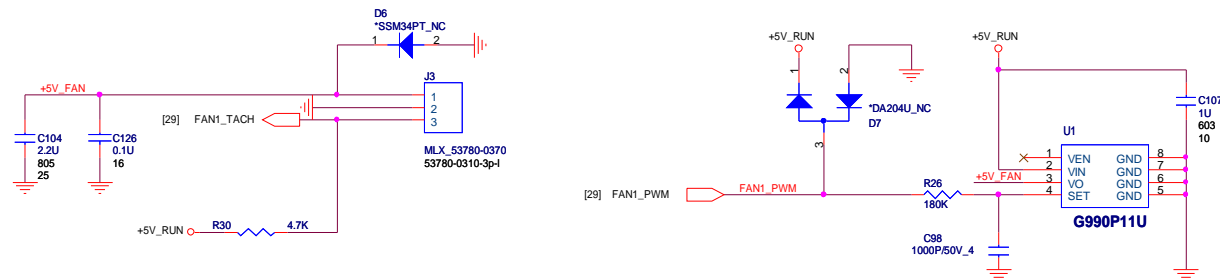 D6
*SSM34PT_NC
1
2
+5V_FAN
J3
1
2
3
[29] FAN1_TACH
C104
2.2U
805
25
C126
0.1U
16
MLX_53780-0370
53780-0310-3p-l
+5V_RUN
R30
4.7K
+5V_RUN
1
2
*DA204U_NC
D7
3
+5V_RUN
C107
1U
603
10
U1
1 VEN GND 8
2 VIN GND 7
+5V_FAN 3 VO GND 6
4 SET GND 5
G990P11U
[29] FAN1_PWM
FAN1_PWM
R26
180K
C98
1000P/50V_4